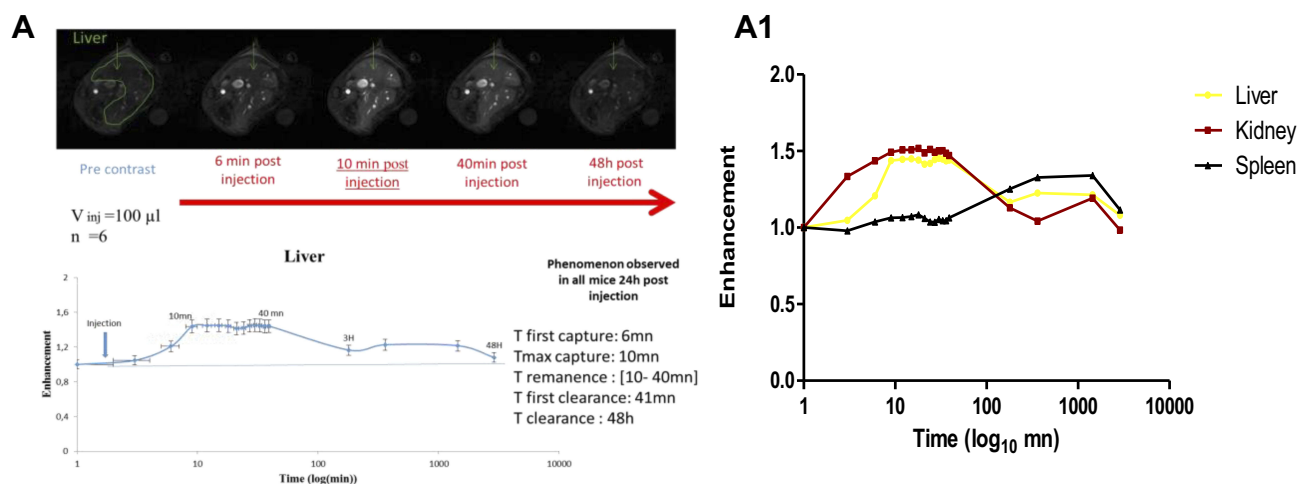 A
Liver
Pre contrast
6 min post
injection
10 min post
injection
40min post
injection
48h post
injection
V inj =100 µl
n =6
Liver
Phenomenon observed
in all mice 24h post
injection
2
1,6
1,2
0,8
0,4
0
Enhancement
Injection
10mn
40 mn
3H
48H
1
10
100
1000
10000
Time (log(min))
T first capture: 6mn
Tmax capture: 10mn
T remanence : [10- 40mn]
T first clearance: 41mn
T clearance : 48h
A1
2.0
1.5
1.0
0.5
0.0
Enhancement
1
10
100
1000
10000
Time (log10 mn)
Liver
Kidney
Spleen